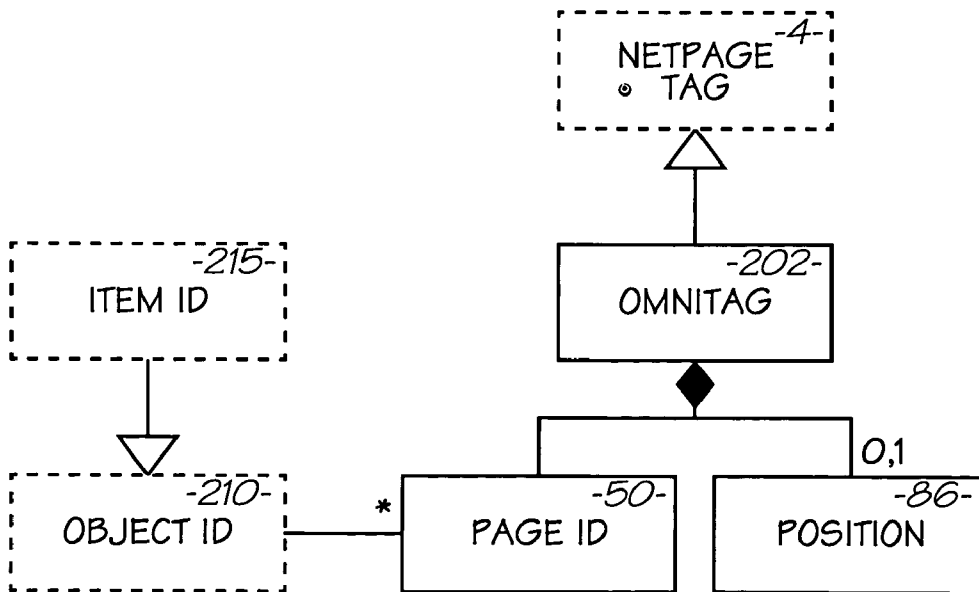 -4-
NETPAGE
TAG
-215-
ITEM ID
-202-
OMNITAG
0,1
-210-
OBJECT ID
*
-50-
PAGE ID
-86-
POSITION